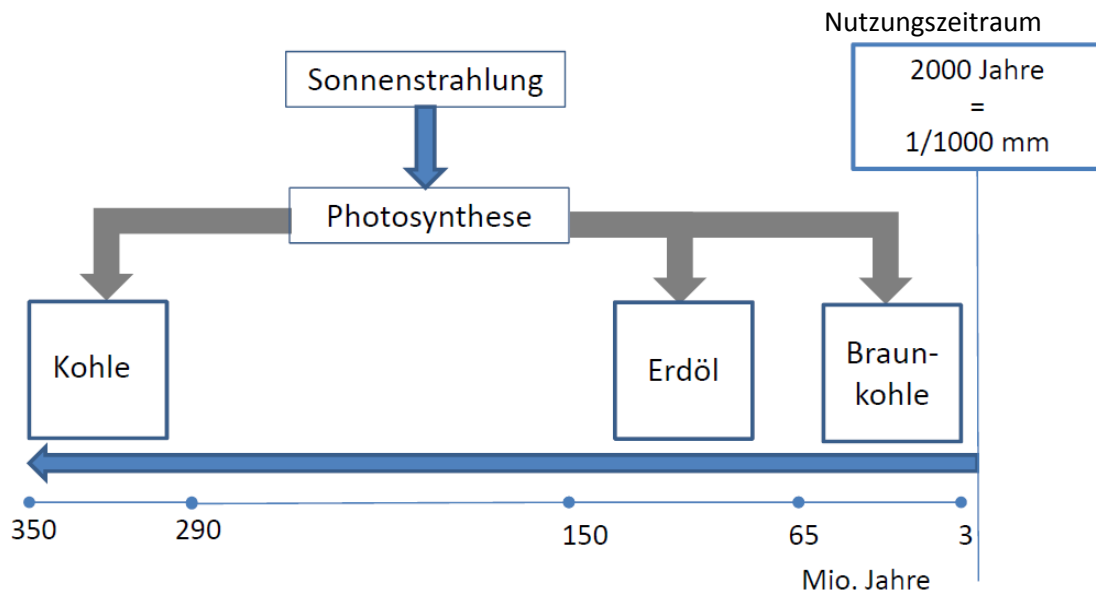 Nutzungszeitraum
2000 Jahre
=
1/1000 mm
Sonnenstrahlung
Photosynthese
Kohle
Erdöl
Braun-
kohle
350
290
150
65
3
Mio. Jahre